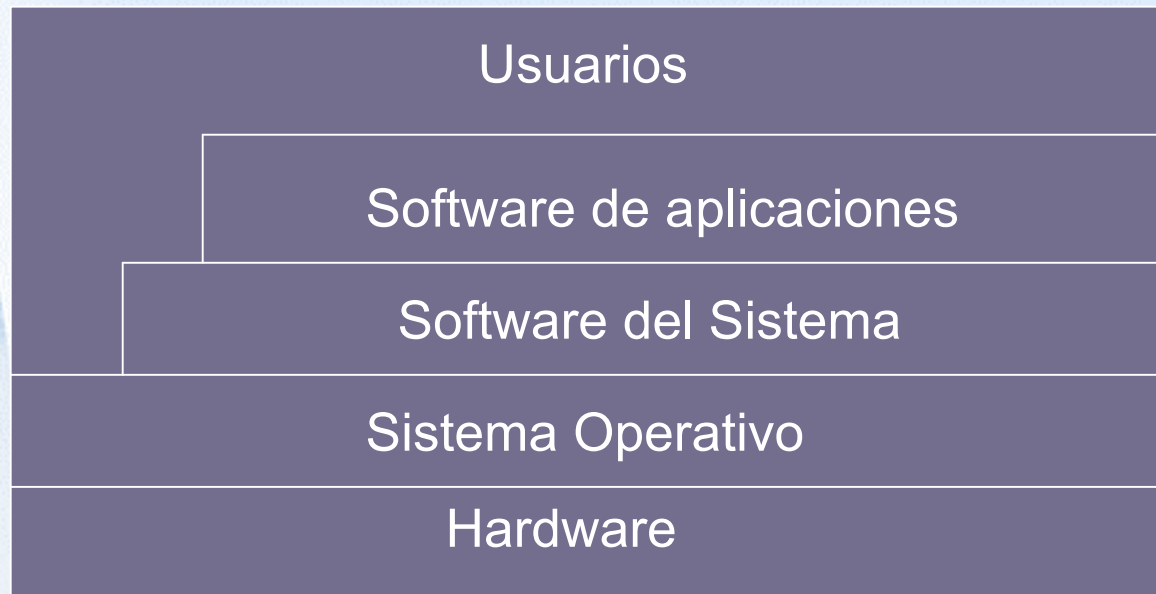 Usuarios
Software de aplicaciones
Software del Sistema
Sistema Operativo
Hardware